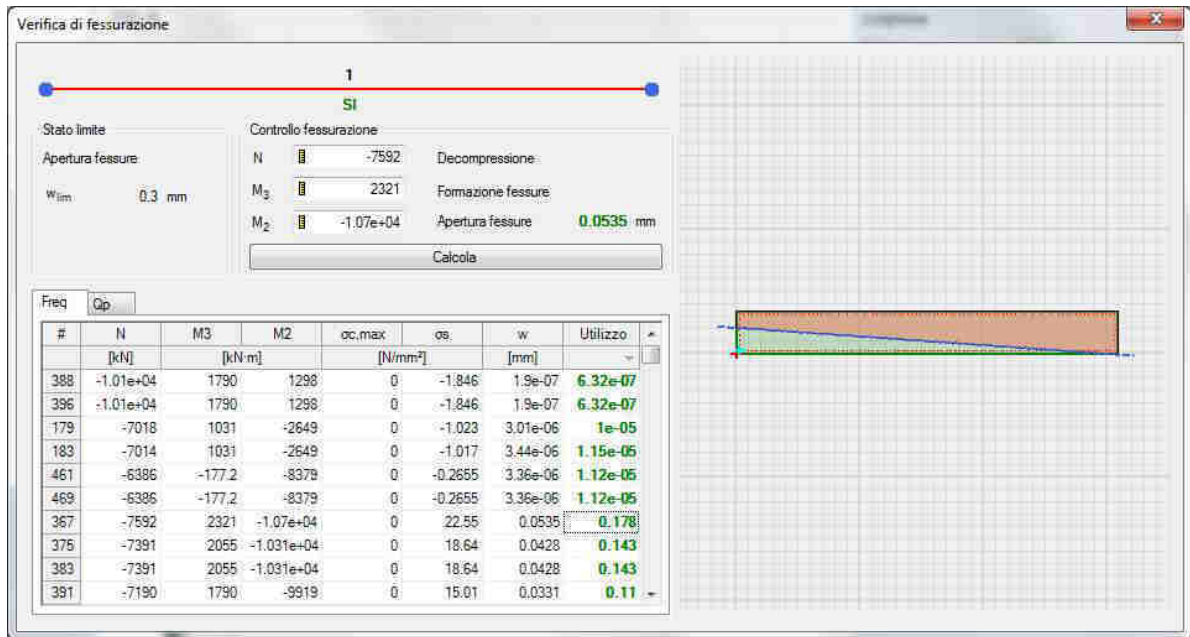 Verifica di fessurazione
1
SI
Stato limite
Apertura fessure
wlim 0.3 mm
Controllo fessurazione
N -7592 Decompressione
M3 2321 Formazione fessure
M2 -1.07e+04 Apertura fessure 0.0535 mm
Calcola
Freq Qp
# N M3 M2 σc,max σs w Utilizzo
[kN] [kN·m] [N/mm²] [mm]
388 -1.01e+04 1790 1298 0 -1.846 1.9e-07 6.32e-07
396 -1.01e+04 1790 1298 0 -1.846 1.9e-07 6.32e-07
179 -7018 1031 -2649 0 -1.023 3.01e-06 1e-05
183 -7014 1031 -2649 0 -1.017 3.44e-06 1.15e-05
461 -6386 -177.2 -8379 0 -0.2655 3.36e-06 1.12e-05
469 -6386 -177.2 -8379 0 -0.2655 3.36e-06 1.12e-05
367 -7592 2321 -1.07e+04 0 22.55 0.0535 0.178
375 -7391 2055 -1.031e+04 0 18.64 0.0428 0.143
383 -7391 2055 -1.031e+04 0 18.64 0.0428 0.143
391 -7190 1790 -9919 0 15.01 0.0331 0.11